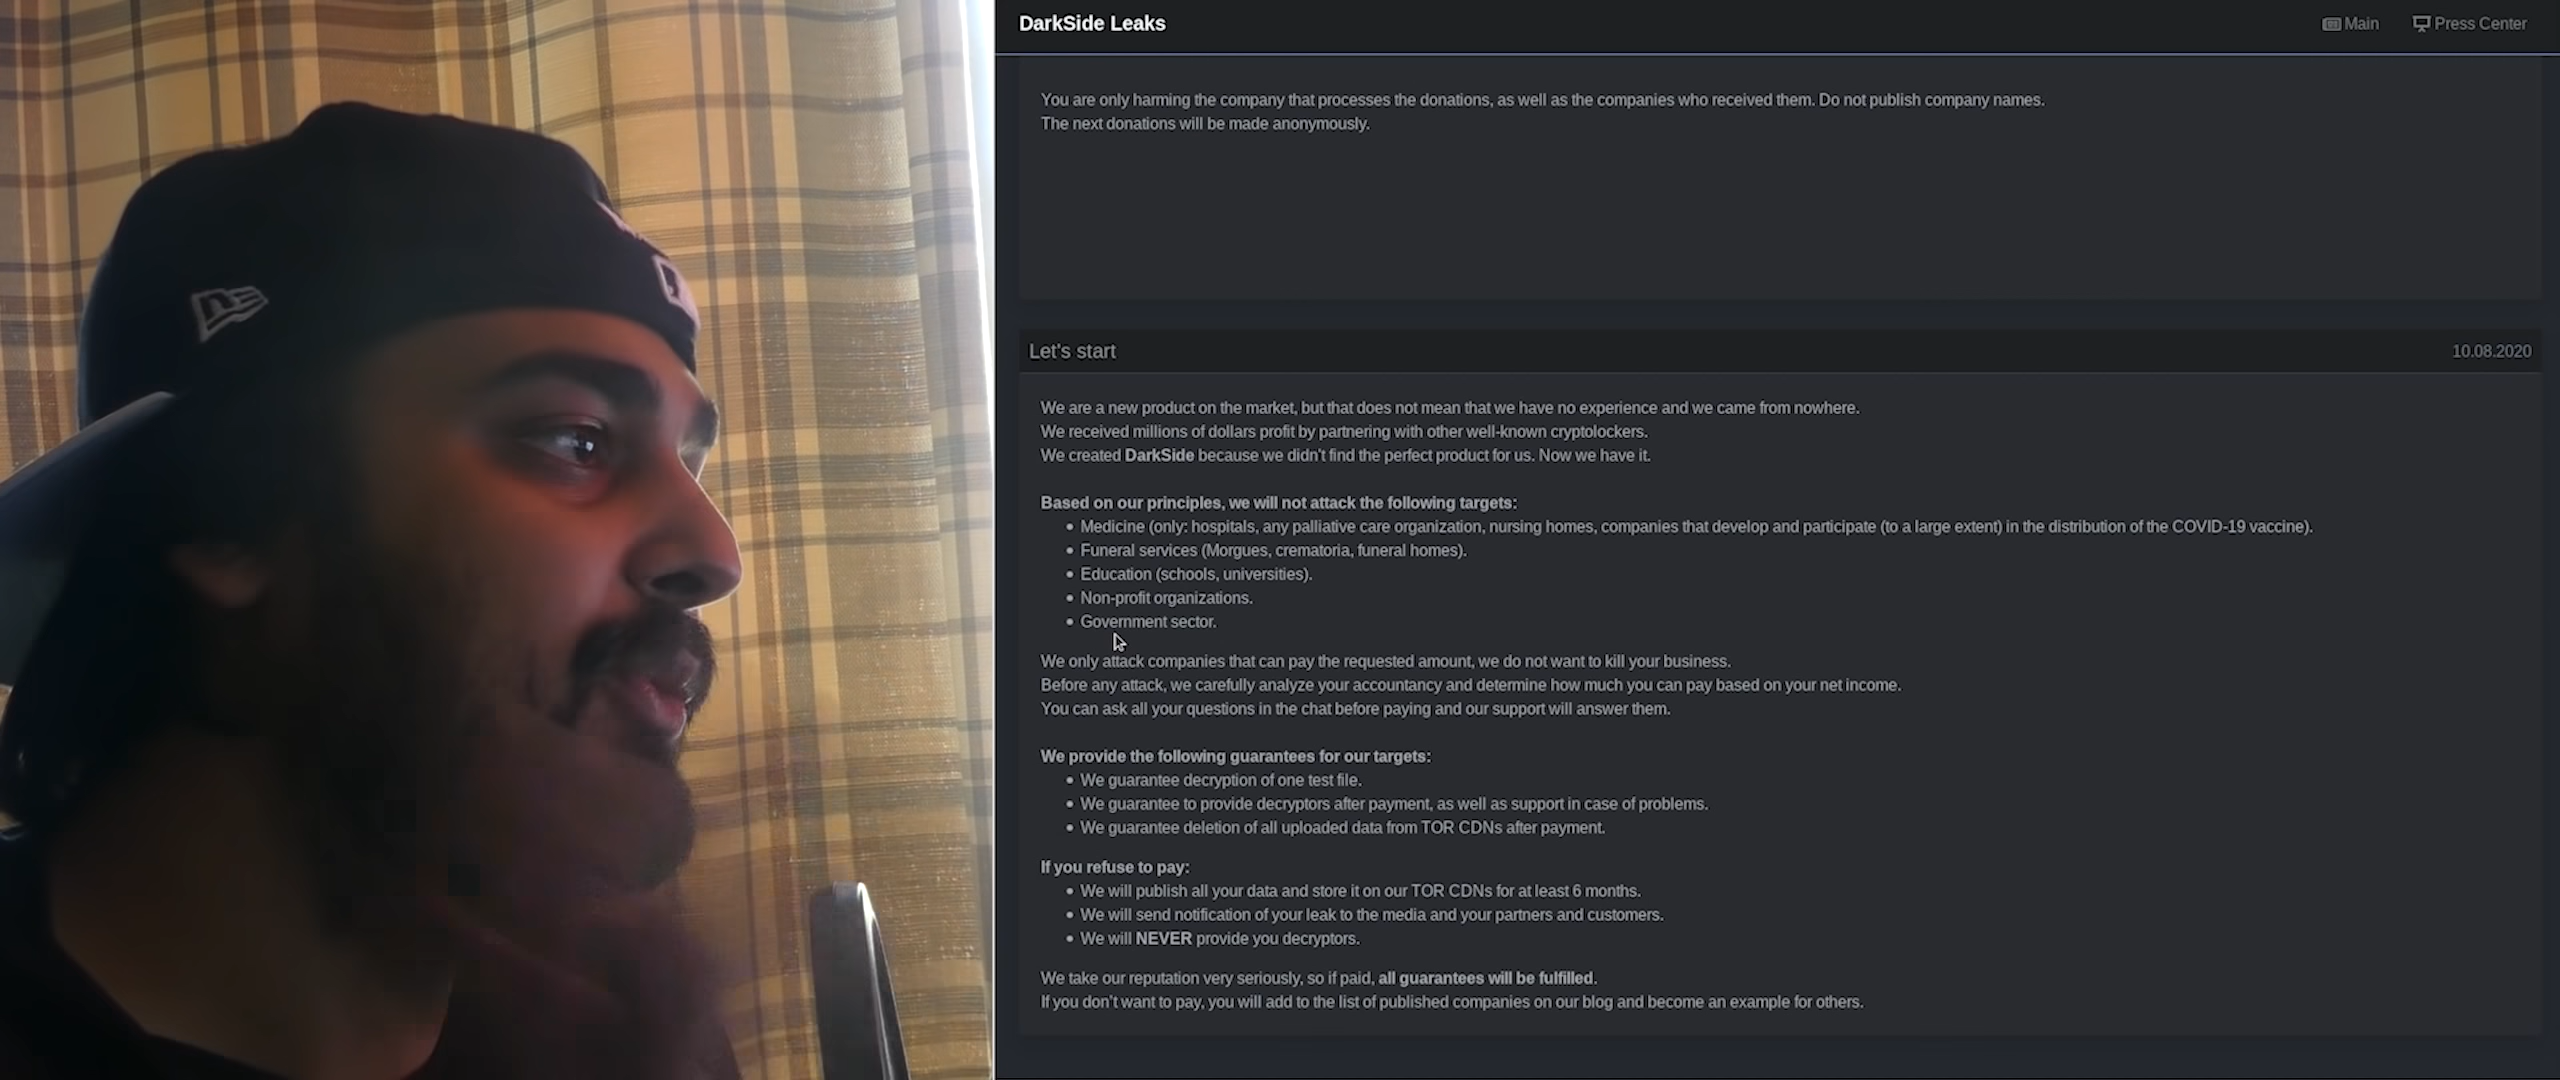 DarkSide Leaks
Main
Press Center
You are only harming the company that processes the donations, as well as the companies who received them. Do not publish company names.
The next donations will be made anonymously.
Let's start
10.08.2020
We are a new product on the market, but that does not mean that we have no experience and we came from nowhere.
We received millions of dollars profit by partnering with other well-known cryptolockers.
We created DarkSide because we didn't find the perfect product for us. Now we have it.
Based on our principles, we will not attack the following targets:
• Medicine (only: hospitals, any palliative care organization, nursing homes, companies that develop and participate (to a large extent) in the distribution of the COVID-19 vaccine).
• Funeral services (Morgues, crematoria, funeral homes).
• Education (schools, universities).
• Non-profit organizations.
• Government sector.
We only attack companies that can pay the requested amount, we do not want to kill your business.
Before any attack, we carefully analyze your accountancy and determine how much you can pay based on your net income.
You can ask all your questions in the chat before paying and our support will answer them.
We provide the following guarantees for our targets:
• We guarantee decryption of one test file.
• We guarantee to provide decryptors after payment, as well as support in case of problems.
• We guarantee deletion of all uploaded data from TOR CDNs after payment.
If you refuse to pay:
• We will publish all your data and store it on our TOR CDNs for at least 6 months.
• We will send notification of your leak to the media and your partners and customers.
• We will NEVER provide you decryptors.
We take our reputation very seriously, so if paid, all guarantees will be fulfilled.
If you don't want to pay, you will add to the list of published companies on our blog and become an example for others.